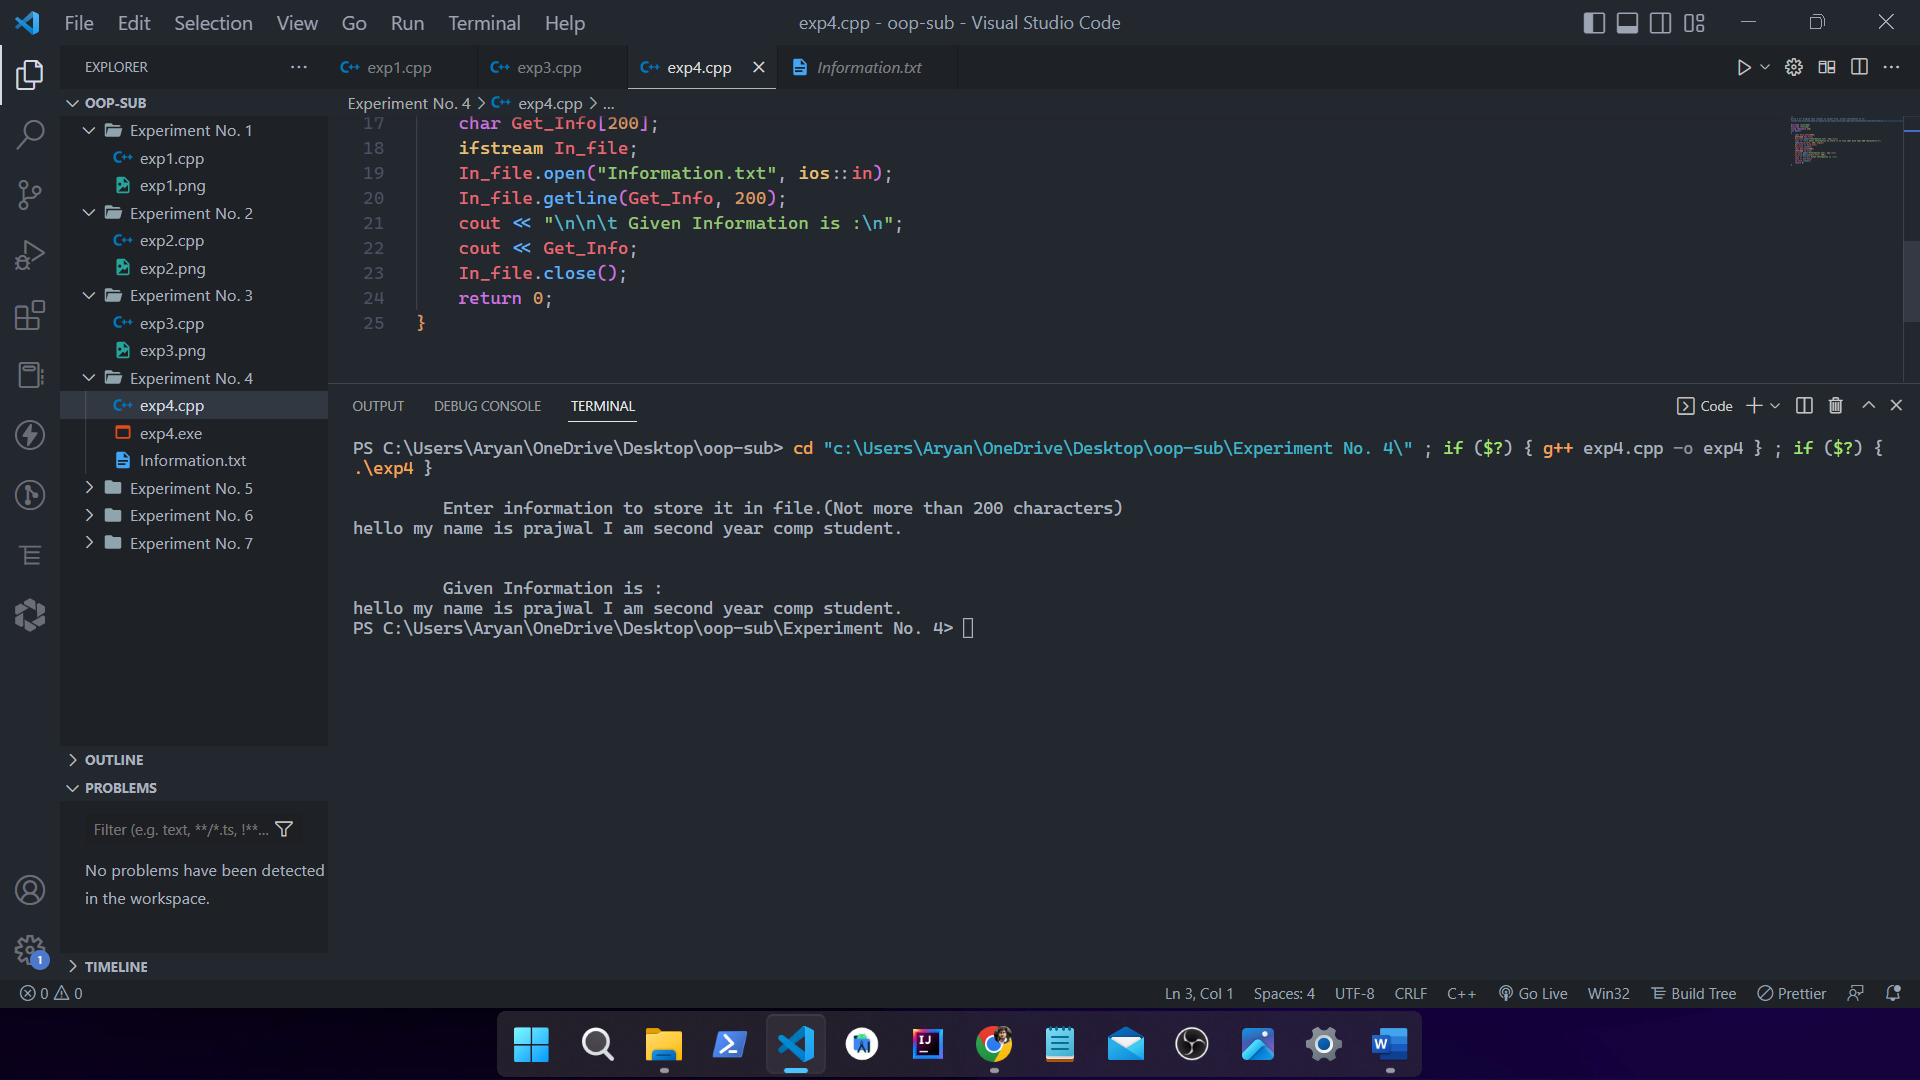 File Edit Selection View Go Run Terminal Help
exp4.cpp - oop-sub - Visual Studio Code
EXPLORER
exp1.cpp
exp3.cpp
exp4.cpp
Information.txt
OOP-SUB
Experiment No. 1
exp1.cpp
exp1.png
Experiment No. 2
exp2.cpp
exp2.png
Experiment No. 3
exp3.cpp
exp3.png
Experiment No. 4
exp4.cpp
exp4.exe
Information.txt
Experiment No. 5
Experiment No. 6
Experiment No. 7
OUTLINE
PROBLEMS
Filter (e.g. text, **/*.ts, !**...
No problems have been detected
in the workspace.
TIMELINE
Experiment No. 4 > exp4.cpp > ...
17 char Get_Info[200];
18 ifstream In_file;
19 In_file.open("Information.txt", ios::in);
20 In_file.getline(Get_Info, 200);
21 cout << "\n\n\t Given Information is :\n";
22 cout << Get_Info;
23 In_file.close();
24 return 0;
25 }
OUTPUT DEBUG CONSOLE TERMINAL
Code
PS C:\Users\Aryan\OneDrive\Desktop\oop-sub> cd "c:\Users\Aryan\OneDrive\Desktop\oop-sub\Experiment No. 4\" ; if ($?) { g++ exp4.cpp -o exp4 } ; if ($?) {
.\exp4 }
Enter information to store it in file.(Not more than 200 characters)
hello my name is prajwal I am second year comp student.
Given Information is :
hello my name is prajwal I am second year comp student.
PS C:\Users\Aryan\OneDrive\Desktop\oop-sub\Experiment No. 4>
1
0 0
Ln 3, Col 1 Spaces: 4 UTF-8 CRLF C++ Go Live Win32 Build Tree Prettier